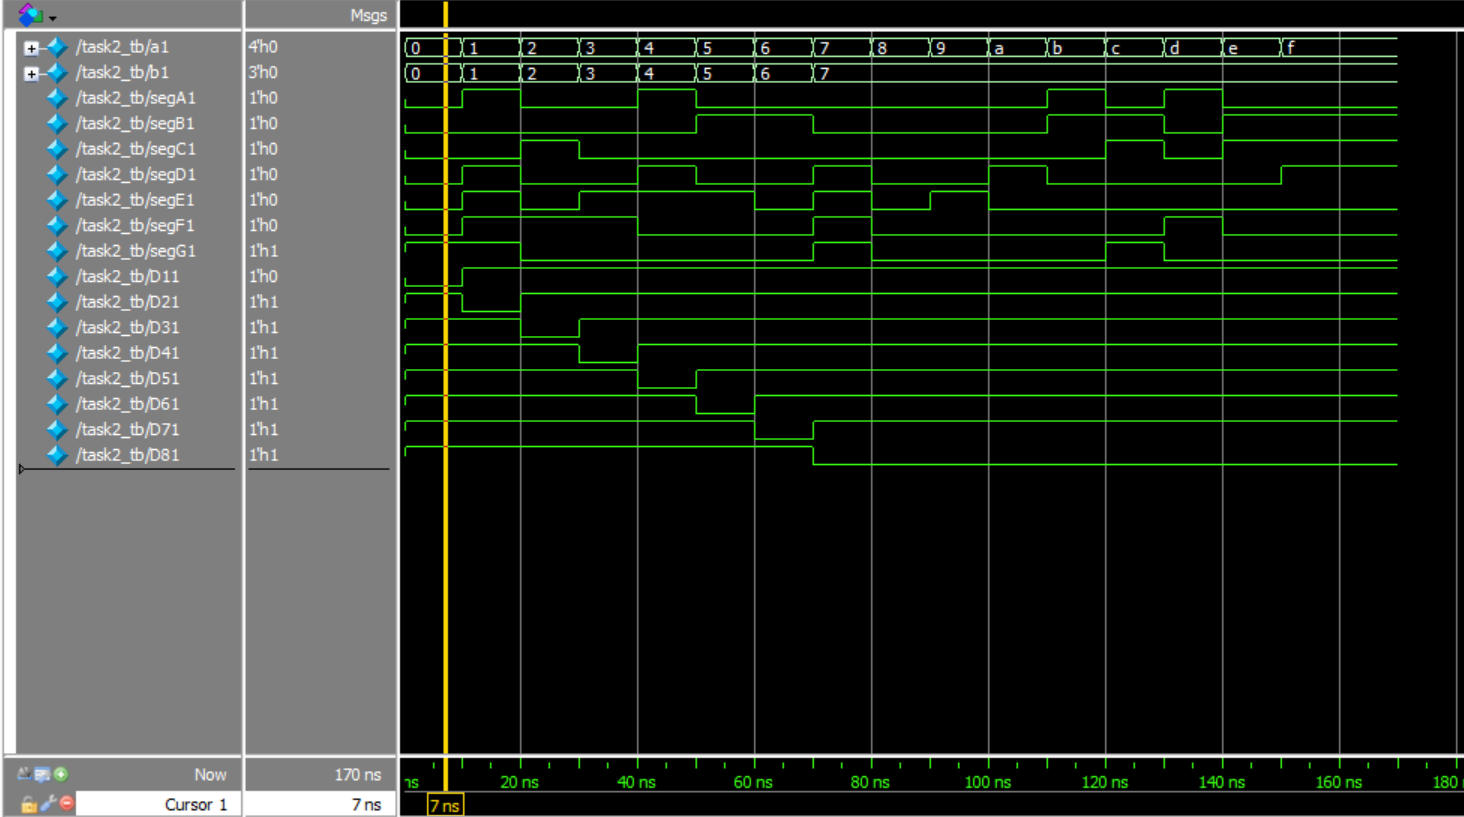 Msgs
/task2_tb/a1 4'h0 0 1 2 3 4 5 6 7 8 9 a b c d e f
/task2_tb/b1 3'h0 0 1 2 3 4 5 6 7
/task2_tb/segA1 1'h0
/task2_tb/segB1 1'h0
/task2_tb/segC1 1'h0
/task2_tb/segD1 1'h0
/task2_tb/segE1 1'h0
/task2_tb/segF1 1'h0
/task2_tb/segG1 1'h1
/task2_tb/D11 1'h0
/task2_tb/D21 1'h1
/task2_tb/D31 1'h1
/task2_tb/D41 1'h1
/task2_tb/D51 1'h1
/task2_tb/D61 1'h1
/task2_tb/D71 1'h1
/task2_tb/D81 1'h1
Now 170 ns ns 20 ns 40 ns 60 ns 80 ns 100 ns 120 ns 140 ns 160 ns 180
Cursor 1 7 ns 7 ns